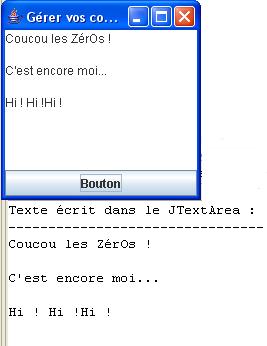 Gérer vos co...
Coucou les ZérOs !
C'est encore moi...
Hi ! Hi !Hi !
Bouton
Texte écrit dans le JTextArea :
--------------------------------
Coucou les ZérOs !
C'est encore moi...
Hi ! Hi !Hi !